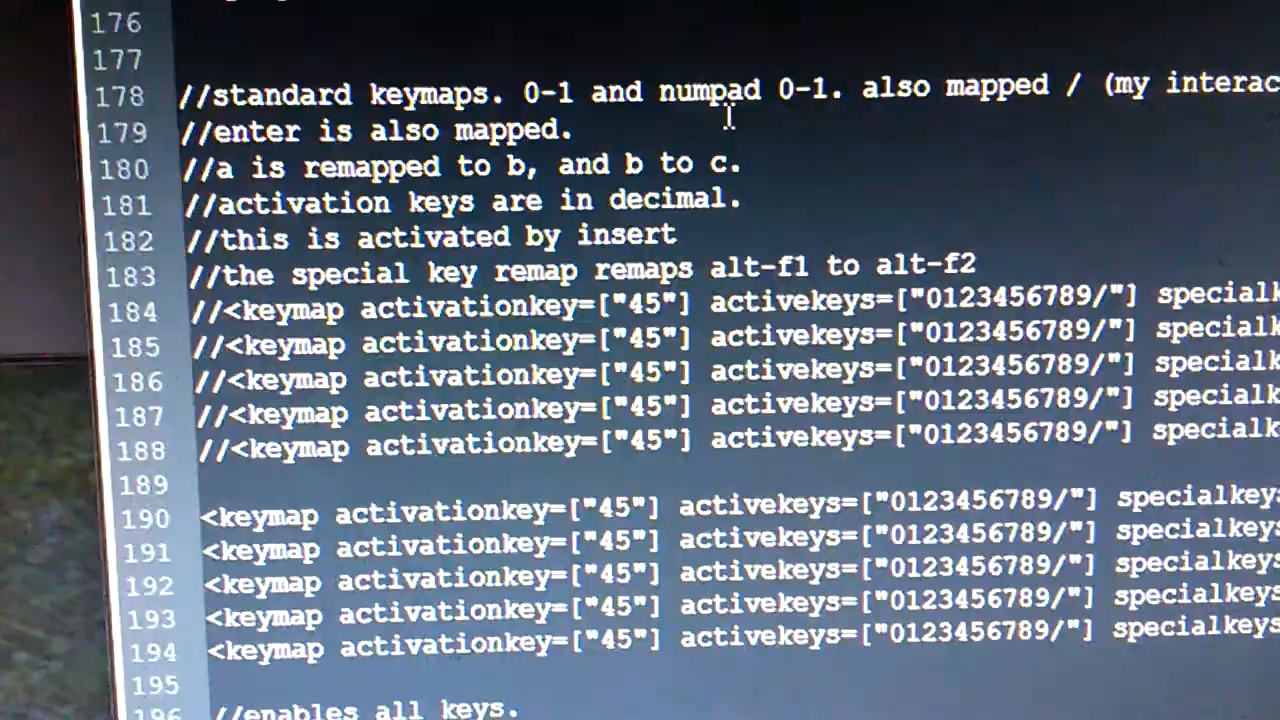 176
177
178 //standard keymaps. 0-1 and numpad 0-1. also mapped / (my interac
179 //enter is also mapped.
180 //a is remapped to b, and b to c.
181 //activation keys are in decimal.
182 //this is activated by insert
183 //the special key remap remaps alt-f1 to alt-f2
184 //<keymap activationkey=["45"] activekeys=["0123456789/"] specialk
185 //<keymap activationkey=["45"] activekeys=["0123456789/"] specialk
186 //<keymap activationkey=["45"] activekeys=["0123456789/"] specialk
187 //<keymap activationkey=["45"] activekeys=["0123456789/"] specialk
188 //<keymap activationkey=["45"] activekeys=["0123456789/"] specialk
189
190 <keymap activationkey=["45"] activekeys=["0123456789/"] specialkey
191 <keymap activationkey=["45"] activekeys=["0123456789/"] specialkeys
192 <keymap activationkey=["45"] activekeys=["0123456789/"] specialkeys
193 <keymap activationkey=["45"] activekeys=["0123456789/"] specialkeys
194 <keymap activationkey=["45"] activekeys=["0123456789/"] specialkeys
195
196 //enables all keys.